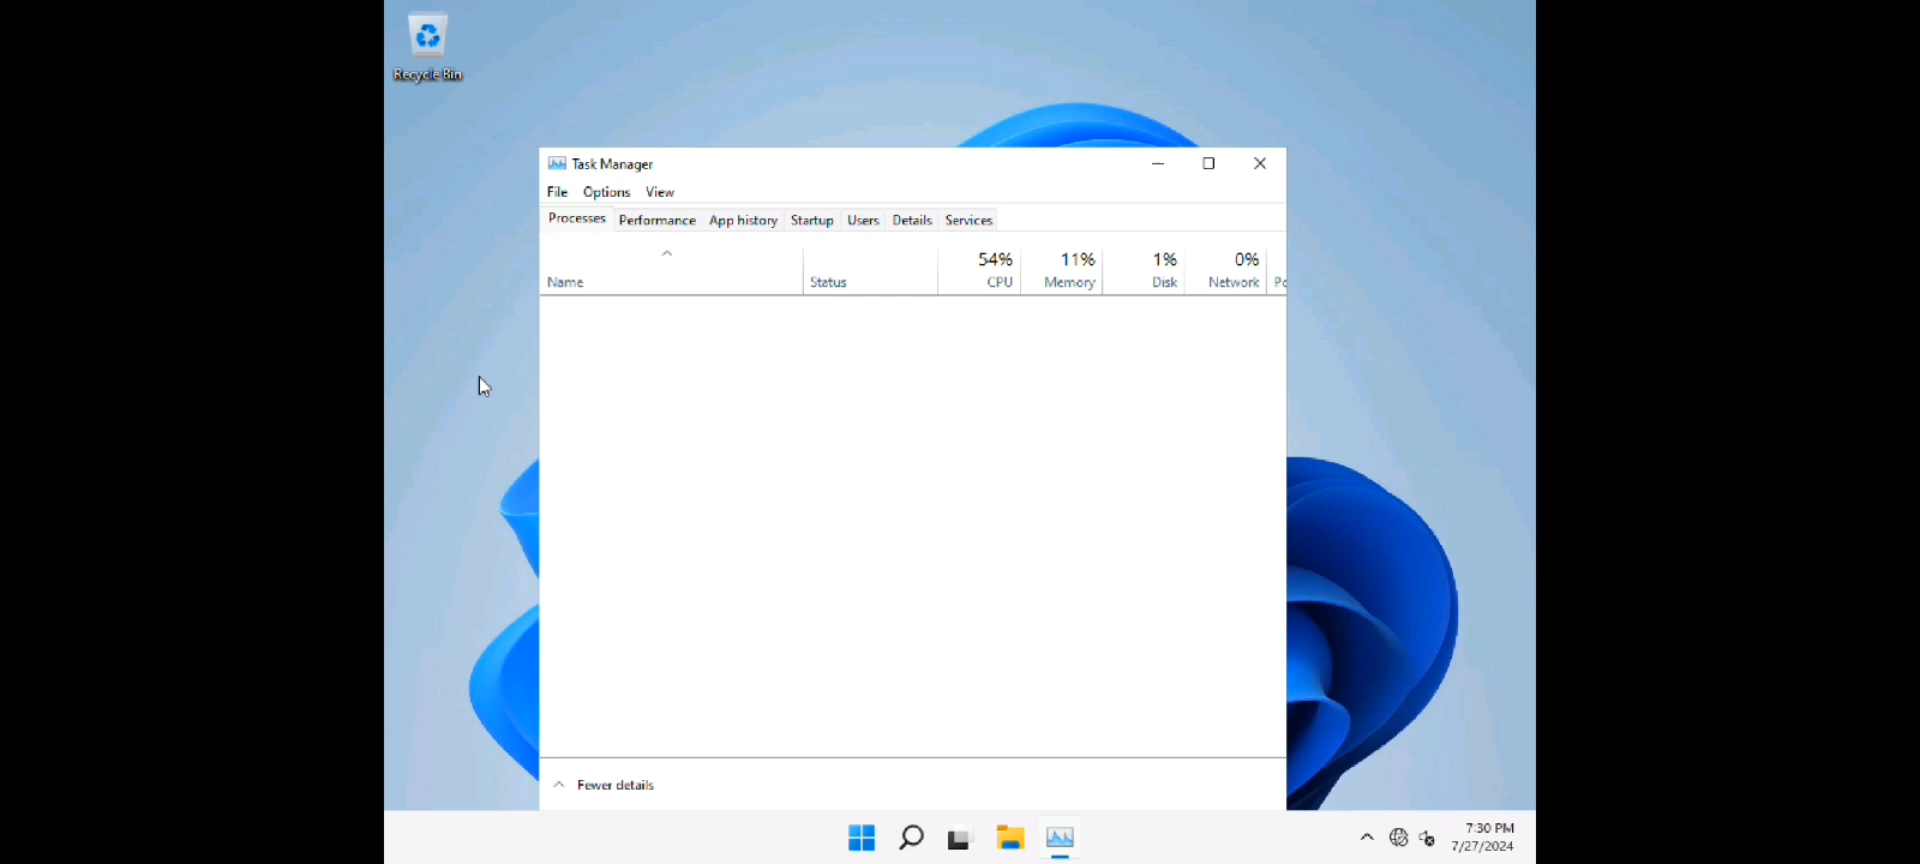 Recycle Bin
Task Manager
File Options View
Processes Performance App history Startup Users Details Services
54% 11% 1% 0%
Name Status CPU Memory Disk Network Po
Fewer details
7:30 PM
7/27/2024